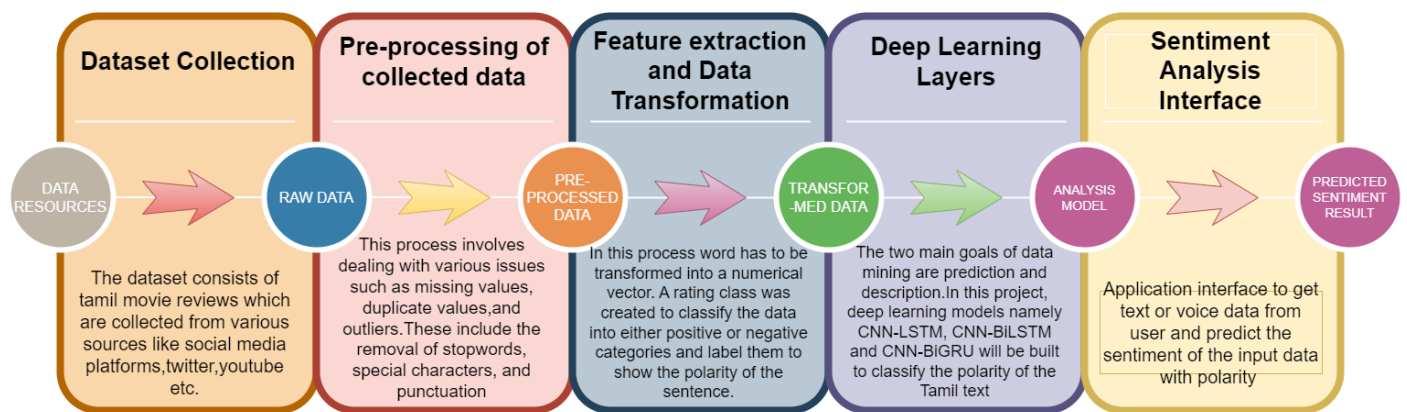 Dataset Collection
Pre-processing of
collected data
Feature extraction
and Data
Transformation
Deep Learning
Layers
Sentiment
Analysis
Interface
DATA
RESOURCES
RAW DATA
PRE-
PROCESSED
DATA
TRANSFOR
-MED DATA
ANALYSIS
MODEL
PREDICTED
SENTIMENT
RESULT
The dataset consists of
tamil movie reviews which
are collected from various
sources like social media
platforms,twitter,youtube
etc.
This process involves
dealing with various issues
such as missing values,
duplicate values,and
outliers.These include the
removal of stopwords,
special characters, and
punctuation
In this process word has to be
transformed into a numerical
vector. A rating class was
created to classify the data
into either positive or negative
categories and label them to
show the polarity of the
sentence.
The two main goals of data
mining are prediction and
description.In this project,
deep learning models namely
CNN-LSTM, CNN-BiLSTM
and CNN-BiGRU will be built
to classify the polarity of the
Tamil text
Application interface to get
text or voice data from
user and predict the
sentiment of the input data
with polarity